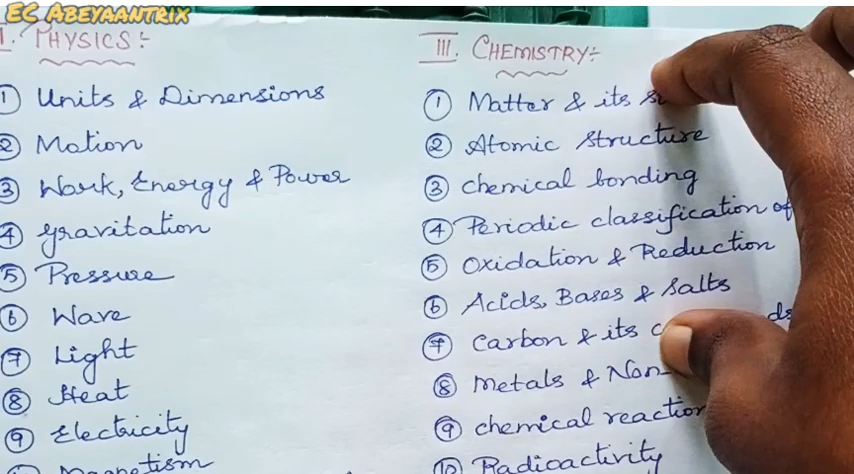 EC ABEYAANTRIX
I. PHYSICS:-
① Units & Dimensions
② Motion
③ Work, Energy & Power
④ Gravitation
⑤ Pressure
⑥ Wave
⑦ Light
⑧ Heat
⑨ Electricity
Magnetism
III. CHEMISTRY:-
① Matter & its
② Atomic Structure
③ chemical bonding
④ Periodic classification of
⑤ Oxidation & Reduction
⑥ Acids, Bases & Salts
⑦ Carbon & its
⑧ Metals & Non-
⑨ chemical reaction
⑩ Radioactivity